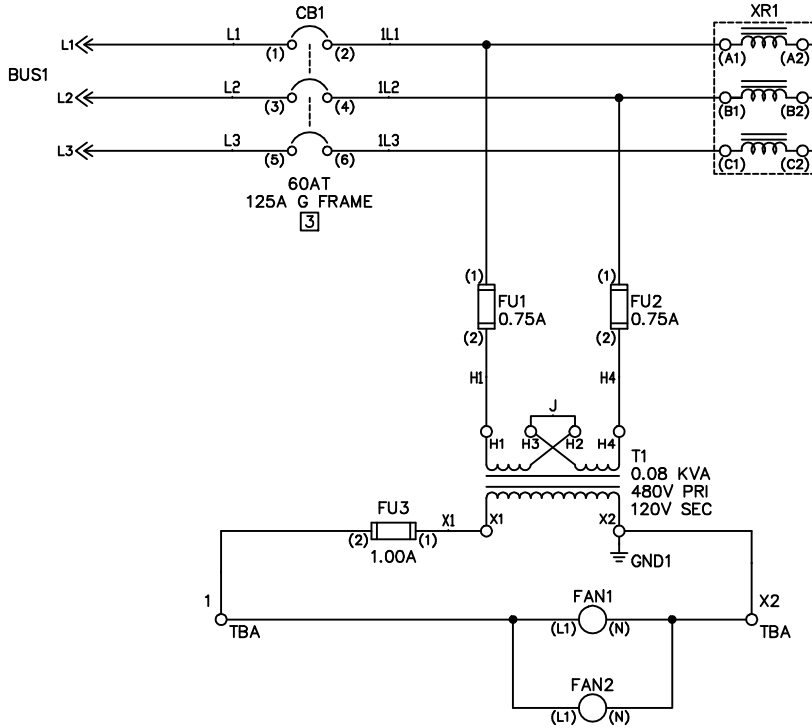 CB1
XR1
L1
L1
1L1
(1)
(2)
(A1)
(A2)
BUS1
L2
L2
1L2
(3)
(4)
(B1)
(B2)
L3
L3
1L3
(5)
(6)
(C1)
(C2)
60AT
125A G FRAME
3
(1)
(1)
FU1
0.75A
FU2
0.75A
(2)
(2)
H1
H4
J
H1
H3
H2
H4
T1
0.08 KVA
480V PRI
120V SEC
FU3
X1
X1
X2
(2)
(1)
1.00A
GND1
1
X2
FAN1
TBA
(L1)
(N)
TBA
FAN2
(L1)
(N)